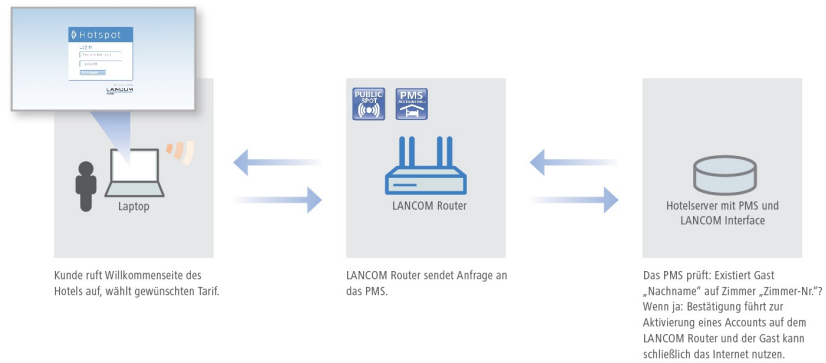 Hotspot
Log in
LANCOM
Laptop
PUBLIC
SPOT
PMS
LANCOM Router
Hotelserver mit PMS und
LANCOM Interface
Kunde ruft Willkommenseite des
Hotels auf, wählt gewünschten Tarif.
LANCOM Router sendet Anfrage an
das PMS.
Das PMS prüft: Existiert Gast
„Nachname" auf Zimmer „Zimmer-Nr."?
Wenn ja: Bestätigung führt zur
Aktivierung eines Accounts auf dem
LANCOM Router und der Gast kann
schließlich das Internet nutzen.